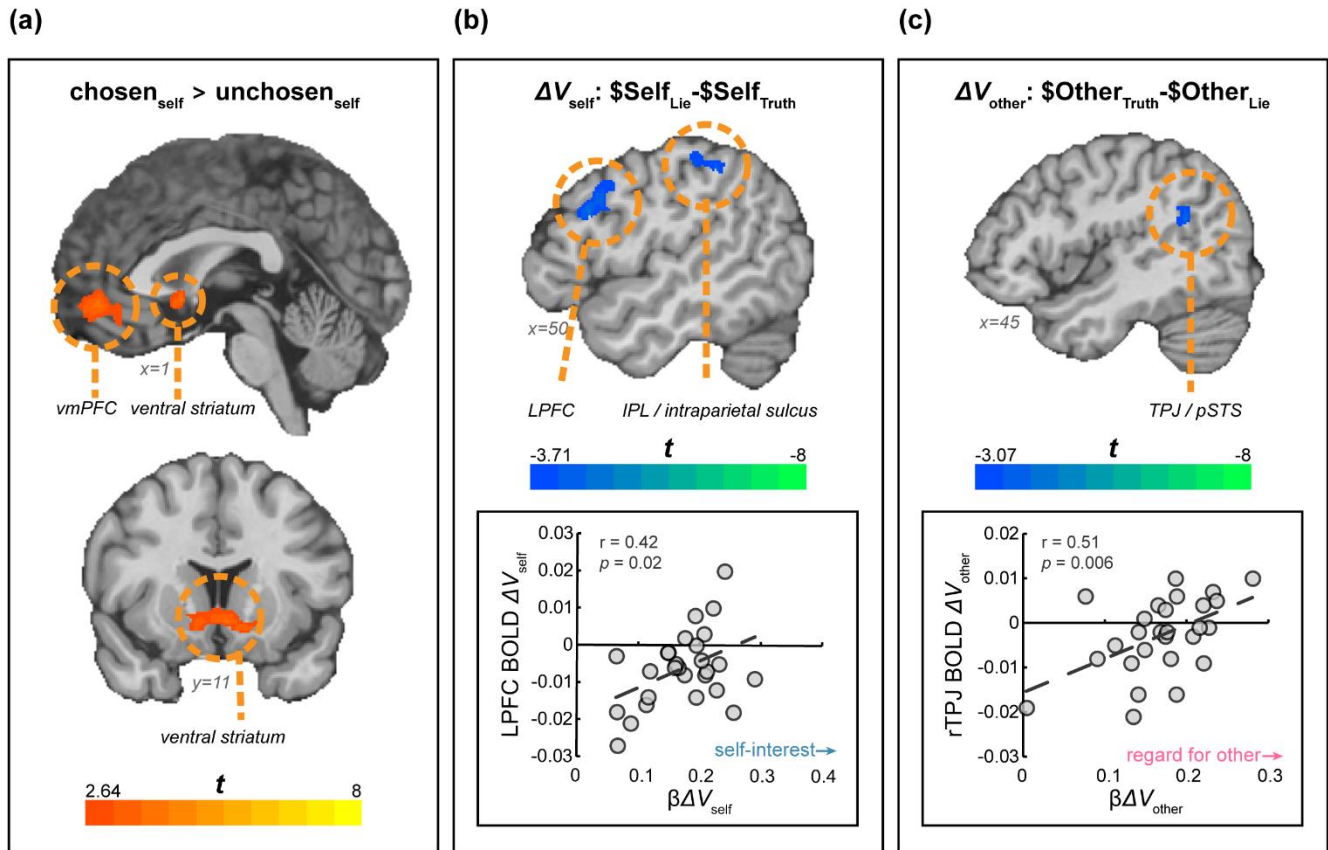 (a)
chosen_self > unchosen_self
x=1
vmPFC ventral striatum
y=11
ventral striatum
t
2.64 8
(b)
ΔV_self: $Self_Lie-$Self_Truth
x=50
LPFC IPL / intraparietal sulcus
t
-3.71 -8
LPFC BOLD ΔV_self
r = 0.42
p = 0.02
0.03
0.02
0.01
0
-0.01
-0.02
-0.03
self-interest→
0 0.1 0.2 0.3 0.4
βΔV_self
(c)
ΔV_other: $Other_Truth-$Other_Lie
x=45
TPJ / pSTS
t
-3.07 -8
rTPJ BOLD ΔV_other
r = 0.51
p = 0.006
0.02
0.01
0
-0.01
-0.02
-0.03
regard for other→
0 0.1 0.2 0.3
βΔV_other